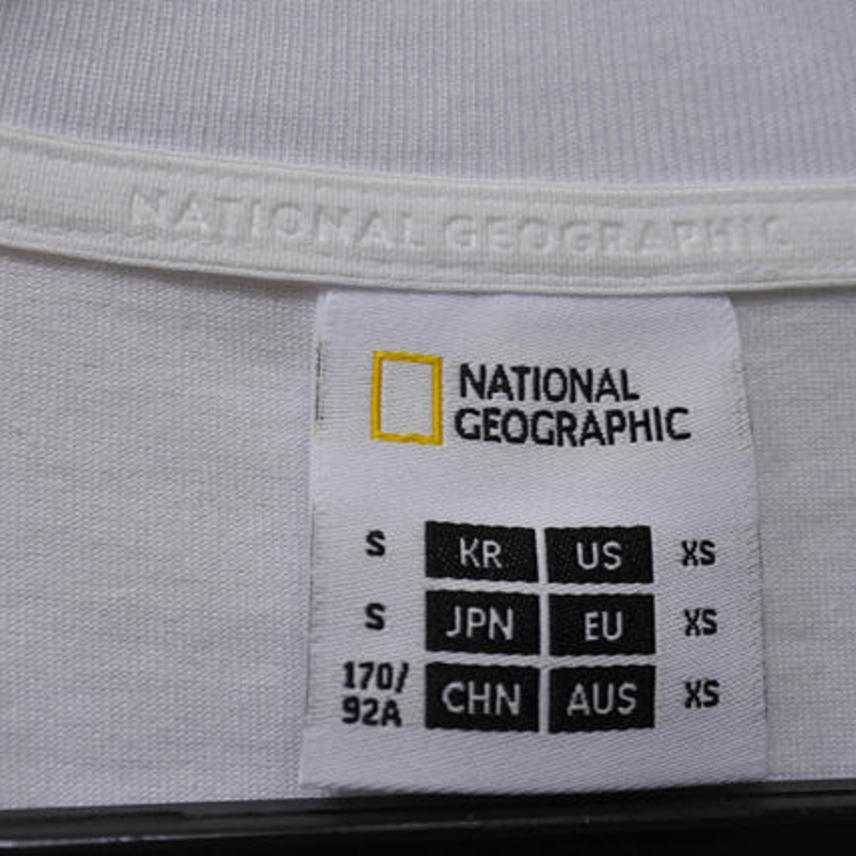 NATIONAL GEOGRAPHIC
NATIONAL
GEOGRAPHIC
S KR US XS
S JPN EU XS
170/
92A CHN AUS XS